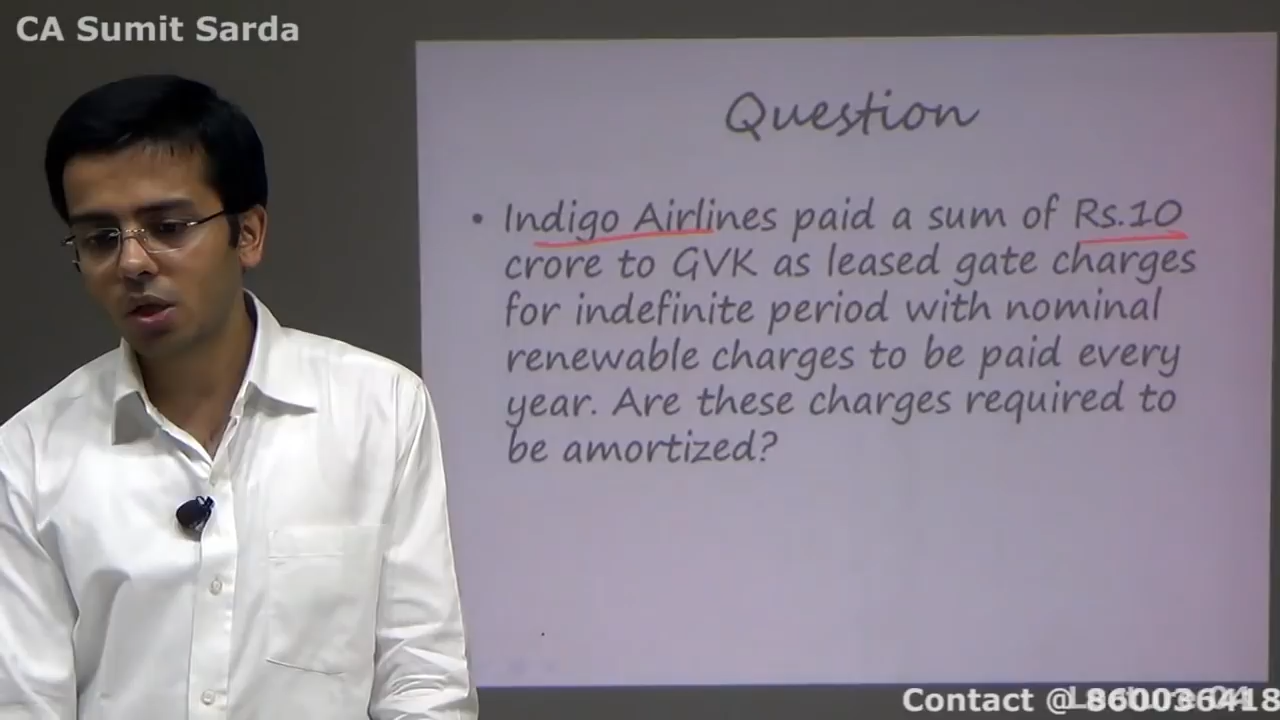 CA Sumit Sarda
Question
• Indigo Airlines paid a sum of Rs.10
crore to GVK as leased gate charges
for indefinite period with nominal
renewable charges to be paid every
year. Are these charges required to
be amortized?
Contact @ 860036418